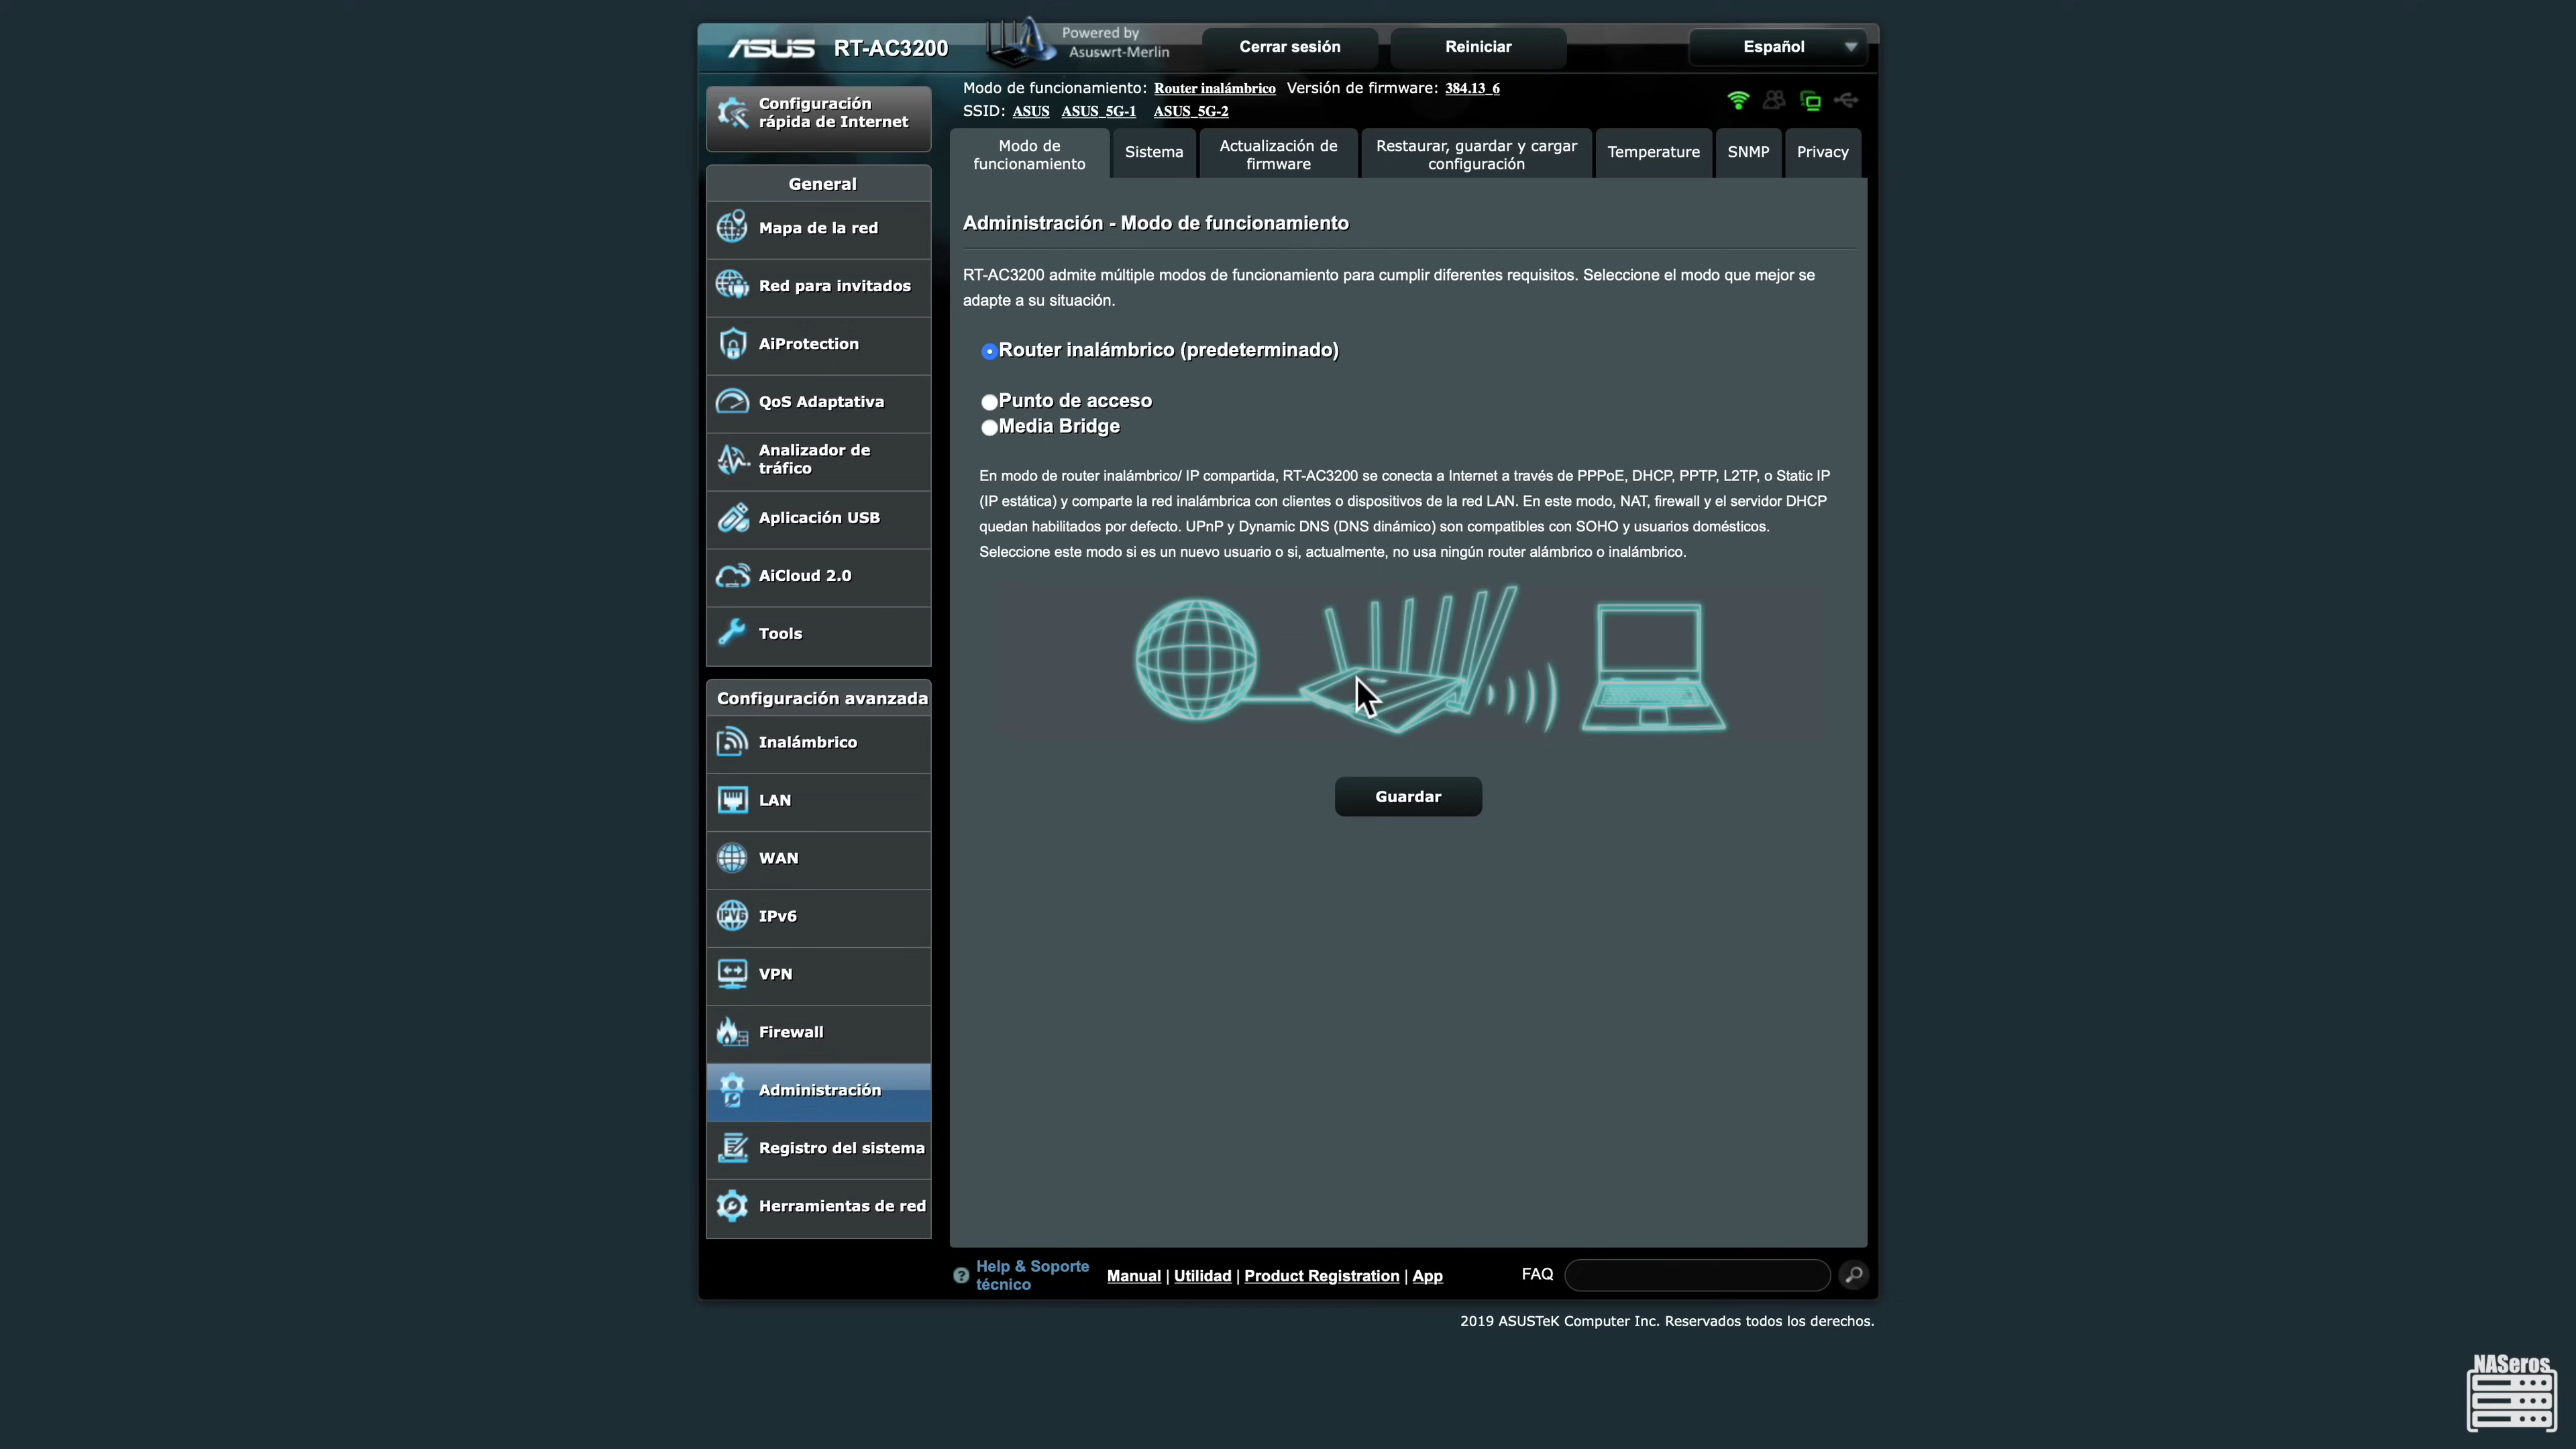 ASUS RT-AC3200 Powered by Asuswrt-Merlin Cerrar sesión Reiniciar Español
Modo de funcionamiento: Router inalámbrico Versión de firmware: 384.13_6
SSID: ASUS ASUS_5G-1 ASUS_5G-2
Configuración
rápida de Internet
General
Mapa de la red
Red para invitados
AiProtection
QoS Adaptativa
Analizador de
tráfico
Aplicación USB
AiCloud 2.0
Tools
Configuración avanzada
Inalámbrico
LAN
WAN
IPv6
VPN
Firewall
Administración
Registro del sistema
Herramientas de red
Modo de
funcionamiento
Sistema
Actualización de
firmware
Restaurar, guardar y cargar
configuración
Temperature
SNMP
Privacy
Administración - Modo de funcionamiento
RT-AC3200 admite múltiple modos de funcionamiento para cumplir diferentes requisitos. Seleccione el modo que mejor se
adapte a su situación.
Router inalámbrico (predeterminado)
Punto de acceso
Media Bridge
En modo de router inalámbrico/ IP compartida, RT-AC3200 se conecta a Internet a través de PPPoE, DHCP, PPTP, L2TP, o Static IP
(IP estática) y comparte la red inalámbrica con clientes o dispositivos de la red LAN. En este modo, NAT, firewall y el servidor DHCP
quedan habilitados por defecto. UPnP y Dynamic DNS (DNS dinámico) son compatibles con SOHO y usuarios domésticos.
Seleccione este modo si es un nuevo usuario o si, actualmente, no usa ningún router alámbrico o inalámbrico.
Guardar
Help & Soporte
técnico
Manual | Utilidad | Product Registration | App
FAQ
2019 ASUSTeK Computer Inc. Reservados todos los derechos.
NASeros